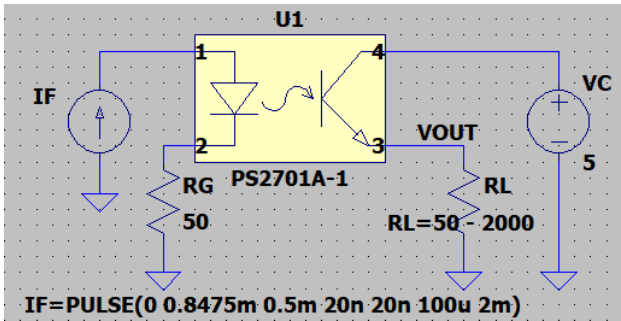 U1
1
4
IF
VC
2
3
VOUT
5
RG
PS2701A-1
RL
50
RL=50 - 2000
IF=PULSE(0 0.8475m 0.5m 20n 20n 100u 2m)